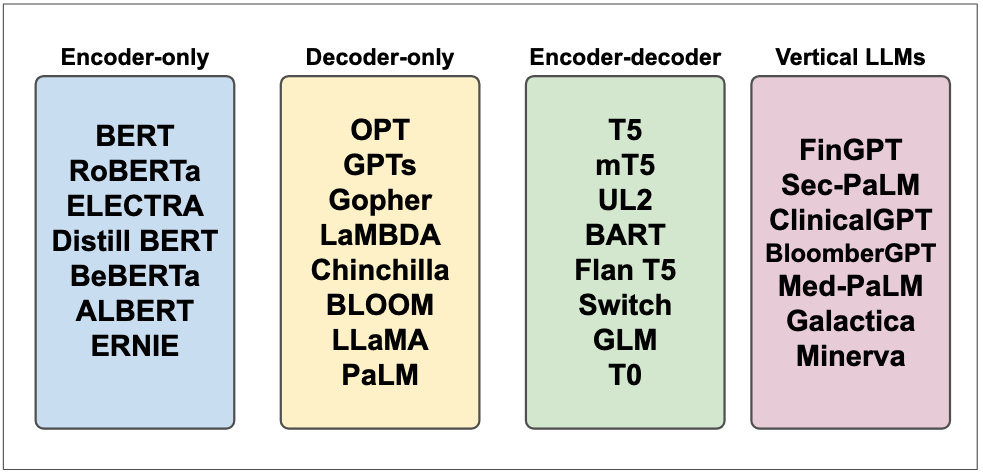 Encoder-only
BERT
RoBERTa
ELECTRA
Distill BERT
BeBERTa
ALBERT
ERNIE
Decoder-only
OPT
GPTs
Gopher
LaMBDA
Chinchilla
BLOOM
LLaMA
PaLM
Encoder-decoder
T5
mT5
UL2
BART
Flan T5
Switch
GLM
T0
Vertical LLMs
FinGPT
Sec-PaLM
ClinicalGPT
BloomberGPT
Med-PaLM
Galactica
Minerva